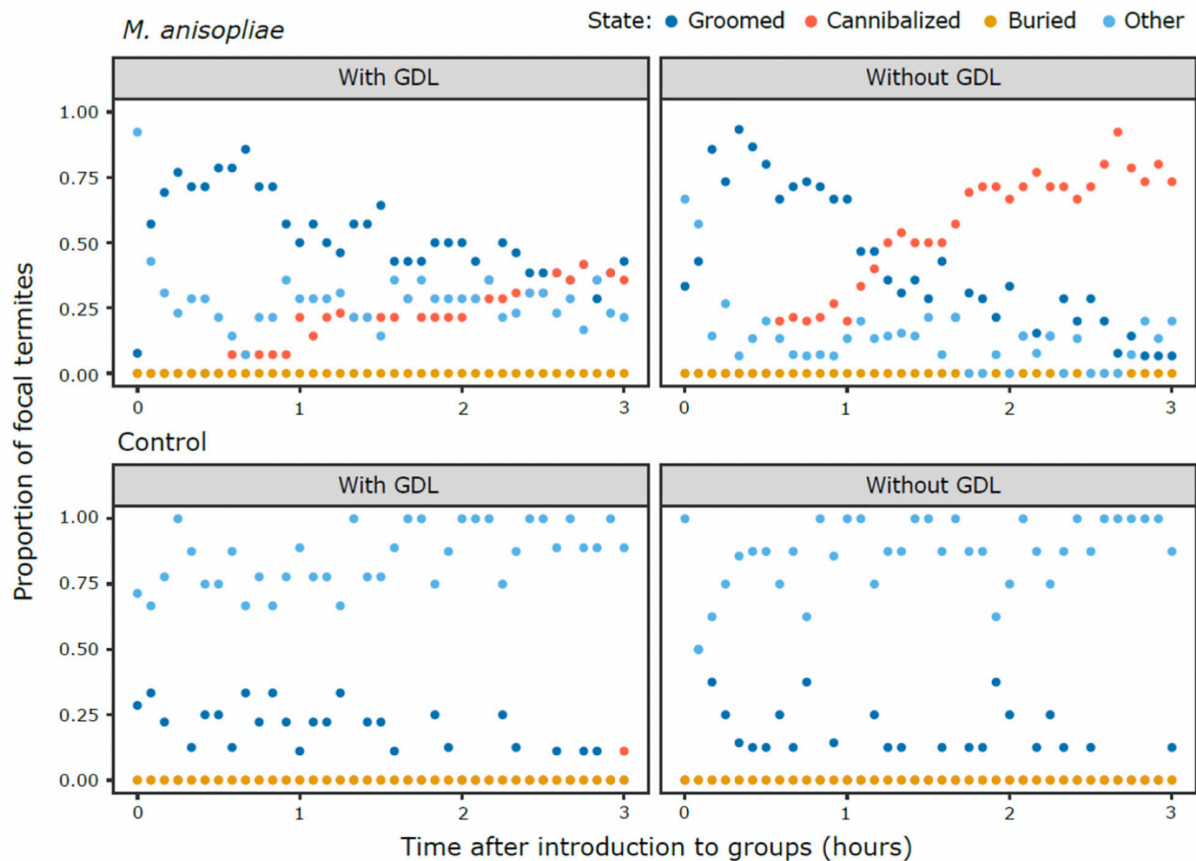 M. anisopliae
State: Groomed Cannibalized Buried Other
With GDL Without GDL
1.00
0.75
0.50
0.25
0.00
0 1 2 3 0 1 2 3
Control
With GDL Without GDL
1.00
0.75
0.50
0.25
0.00
0 1 2 3 0 1 2 3
Proportion of focal termites
Time after introduction to groups (hours)